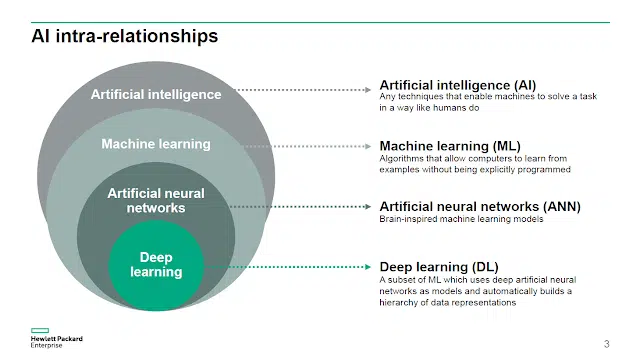 AI intra-relationships
Artificial intelligence
Machine learning
Artificial neural
networks
Deep
learning
Artificial intelligence (AI)
Any techniques that enable machines to solve a task
in a way like humans do
Machine learning (ML)
Algorithms that allow computers to learn from
examples without being explicitly programmed
Artificial neural networks (ANN)
Brain-inspired machine learning models
Deep learning (DL)
A subset of ML which uses deep artificial neural
networks as models and automatically builds a
hierarchy of data representations
Hewlett Packard
Enterprise
3